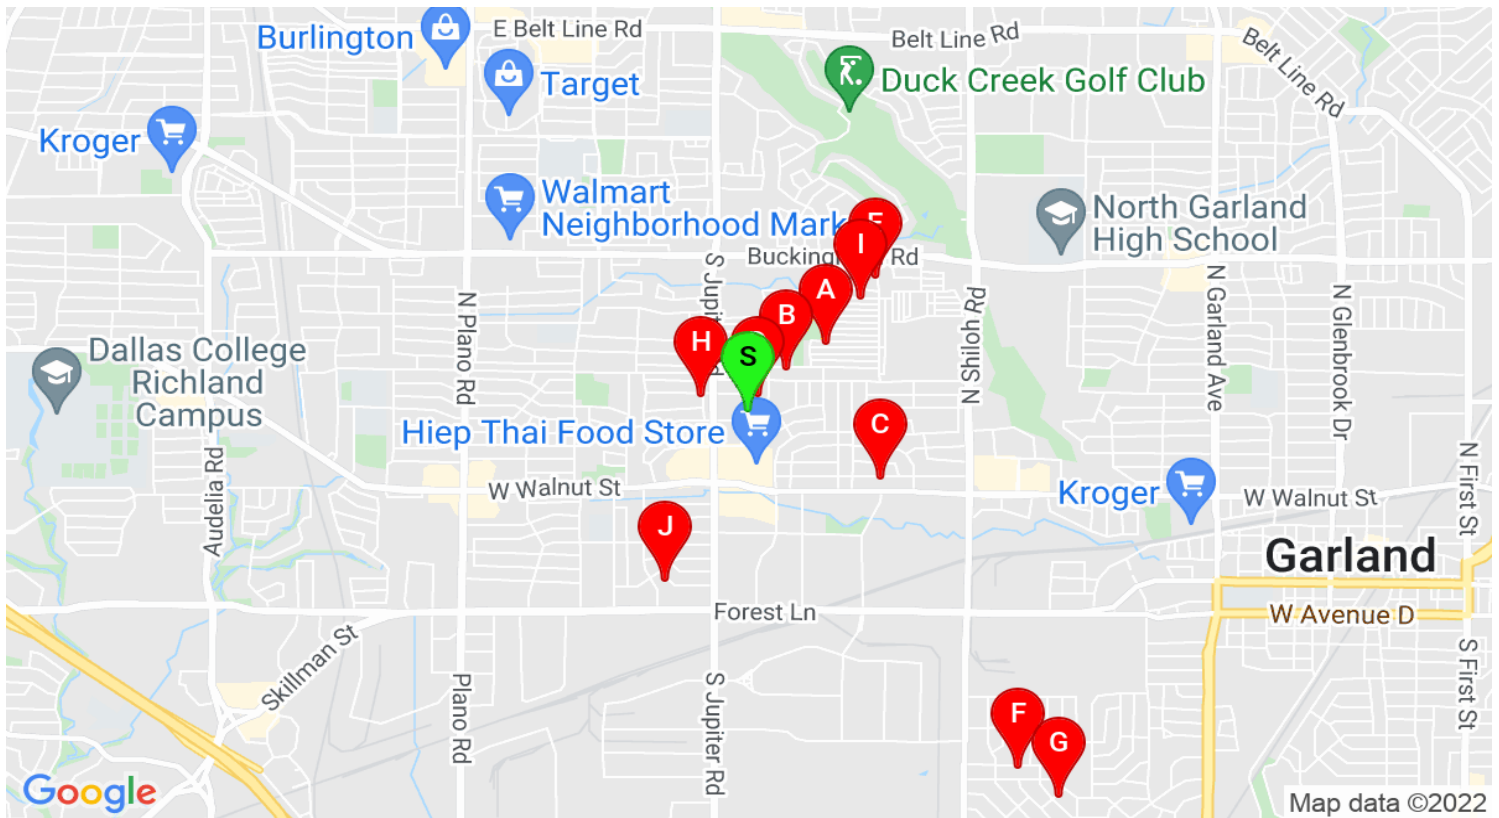 E Belt Line Rd
Belt Line Rd
Belt Line Rd
Burlington
Target
Duck Creek Golf Club
Kroger
Walmart
Neighborhood Mark
North Garland
High School
Buckingh
Rd
I
A
B
H
S
C
S Jupit
N Plano Rd
N Shiloh Rd
N Garland Ave
N Glenbrook Dr
Dallas College
Richland
Campus
Hiep Thai Food Store
Audelia Rd
W Walnut St
Kroger
W Walnut St
N First St
J
Garland
Forest Ln
W Avenue D
Skillman St
Plano Rd
S Jupiter Rd
S First St
F
G
Google
Map data ©2022